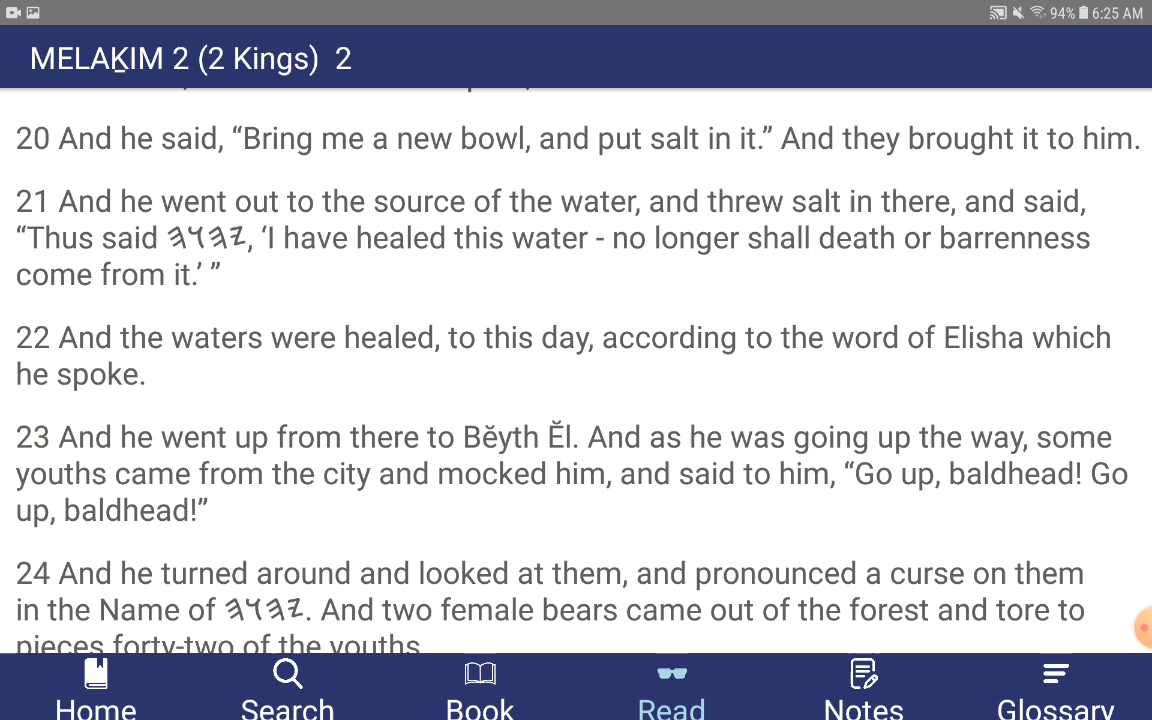 94% 6:25 AM
MELAḴIM 2 (2 Kings) 2
20 And he said, “Bring me a new bowl, and put salt in it.” And they brought it to him.
21 And he went out to the source of the water, and threw salt in there, and said,
“Thus said 𐤉𐤄𐤅𐤄, ‘I have healed this water - no longer shall death or barrenness
come from it.’ ”
22 And the waters were healed, to this day, according to the word of Elisha which
he spoke.
23 And he went up from there to Bĕyth Ĕl. And as he was going up the way, some
youths came from the city and mocked him, and said to him, “Go up, baldhead! Go
up, baldhead!”
24 And he turned around and looked at them, and pronounced a curse on them
in the Name of 𐤉𐤄𐤅𐤄. And two female bears came out of the forest and tore to
pieces forty-two of the youths
Home Search Book Read Notes Glossary